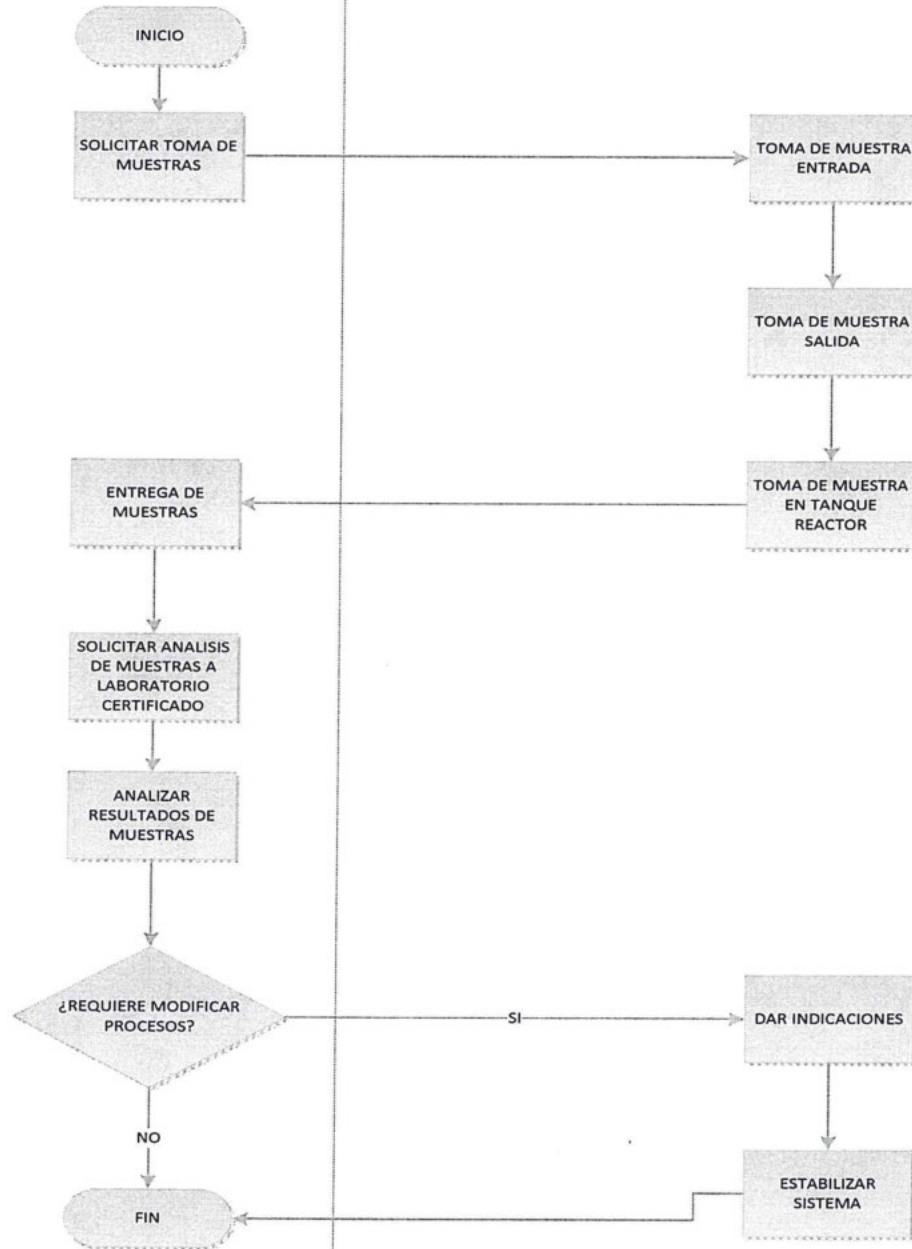 INICIO
SOLICITAR TOMA DE
MUESTRAS
TOMA DE MUESTRA
ENTRADA
TOMA DE MUESTRA
SALIDA
TOMA DE MUESTRA
EN TANQUE
REACTOR
ENTREGA DE
MUESTRAS
SOLICITAR ANALISIS
DE MUESTRAS A
LABORATORIO
CERTIFICADO
ANALIZAR
RESULTADOS DE
MUESTRAS
¿REQUIERE MODIFICAR
PROCESOS?
SI
DAR INDICACIONES
NO
ESTABILIZAR
SISTEMA
FIN